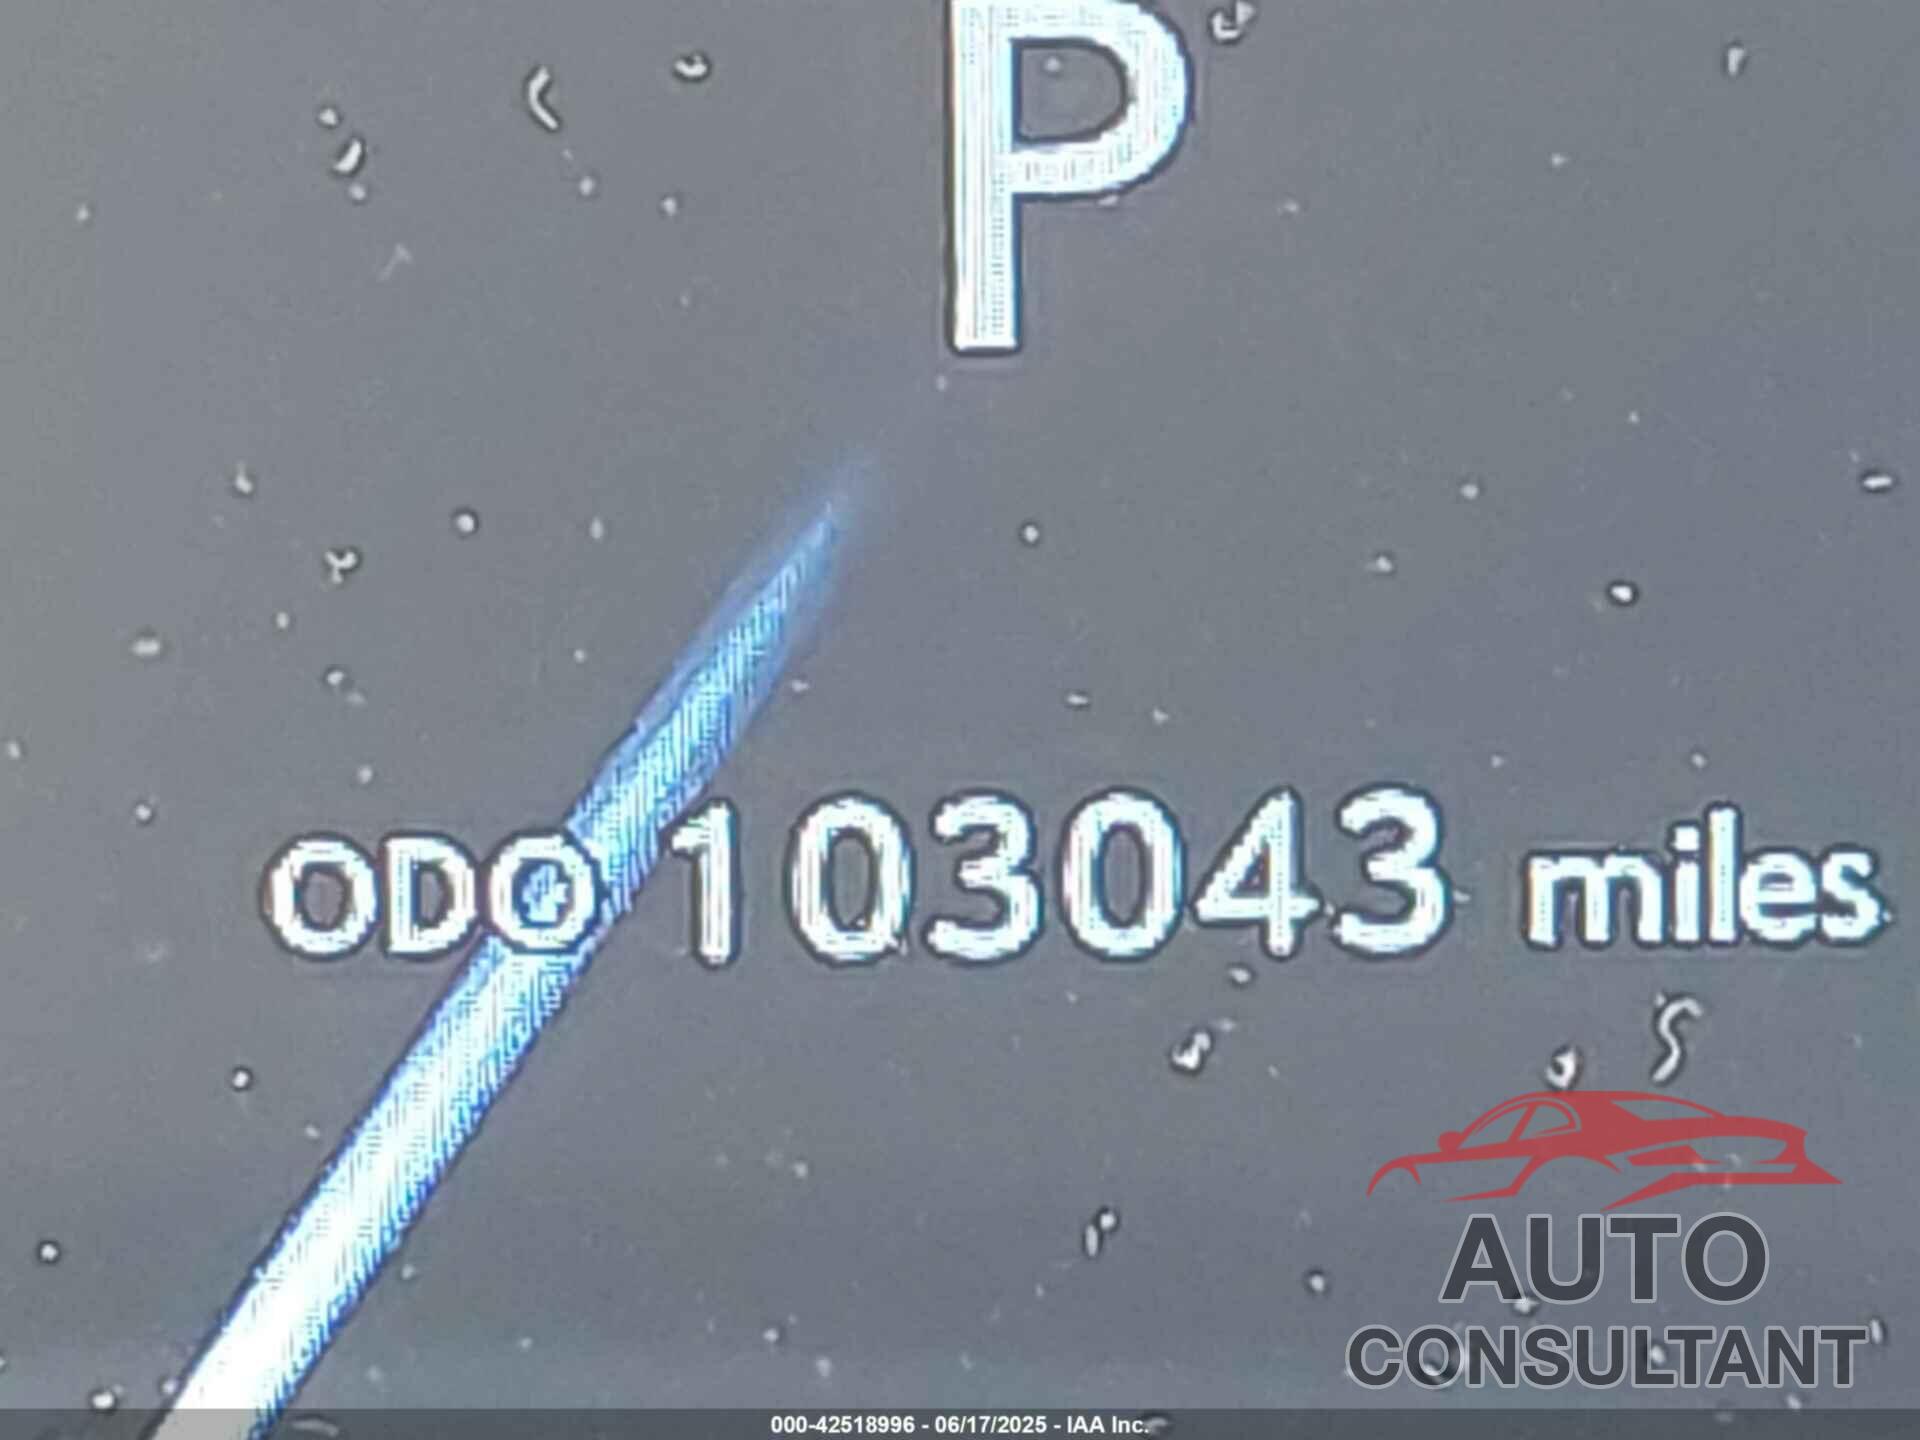 P
ODO 103043 miles
AUTO
CONSULTANT
000-42518996 - 06/17/2025 - IAA Inc.